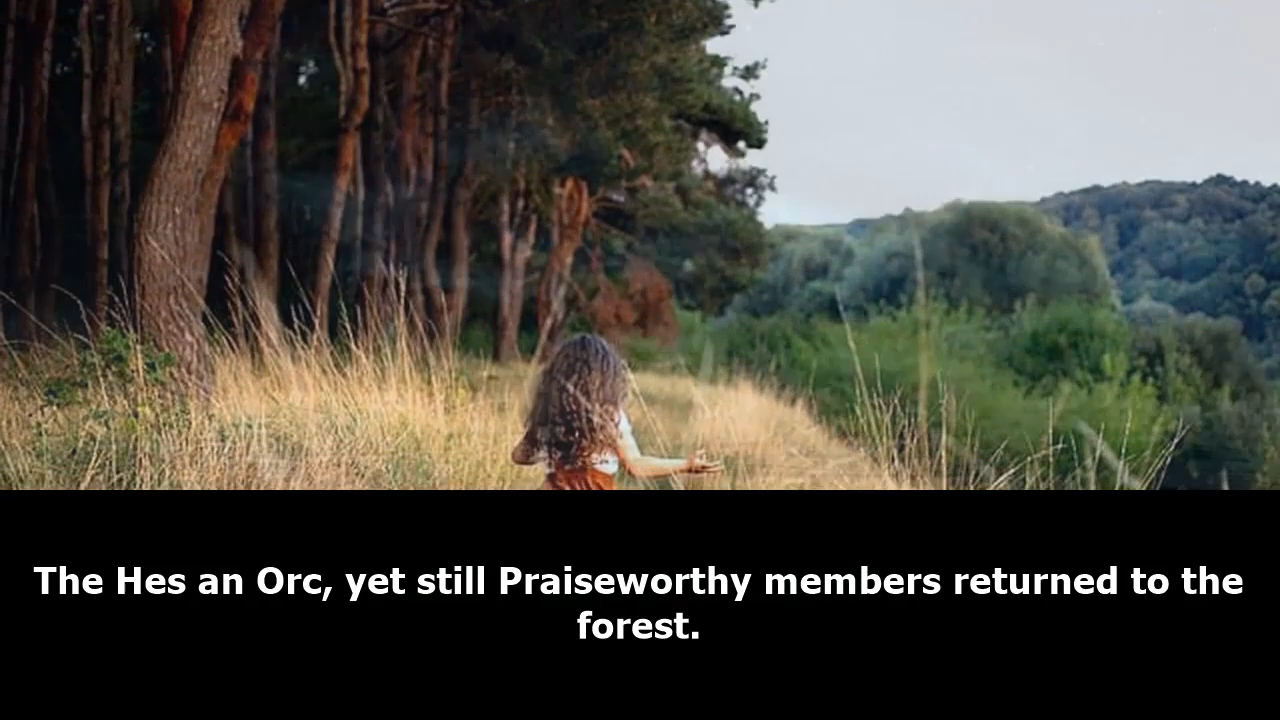 The Hes an Orc, yet still Praiseworthy members returned to the
forest.